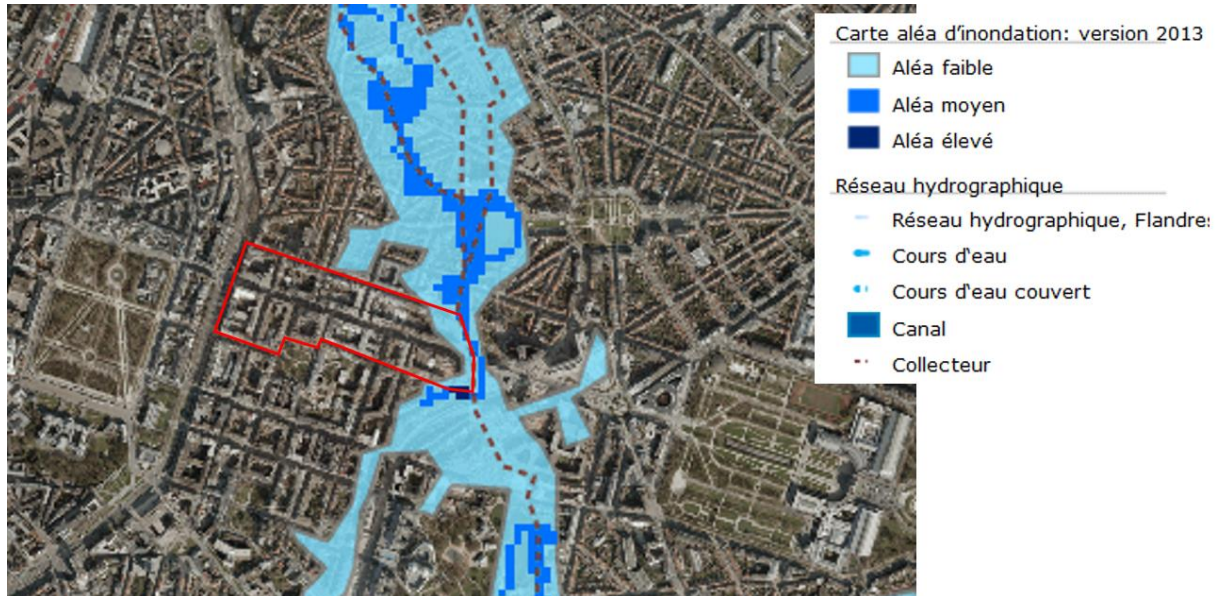 Carte aléa d'inondation: version 2013
Aléa faible
Aléa moyen
Aléa élevé
Réseau hydrographique
Réseau hydrographique, Flandre
Cours d'eau
Cours d'eau couvert
Canal
Collecteur